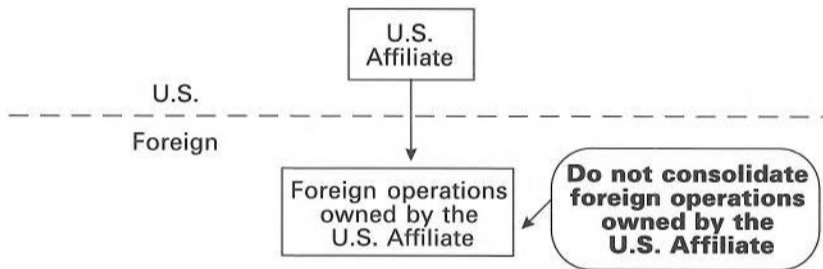 U.S.
Affiliate
U.S.
Foreign
Foreign operations
owned by the
U.S. Affiliate
Do not consolidate
foreign operations
owned by the
U.S. Affiliate